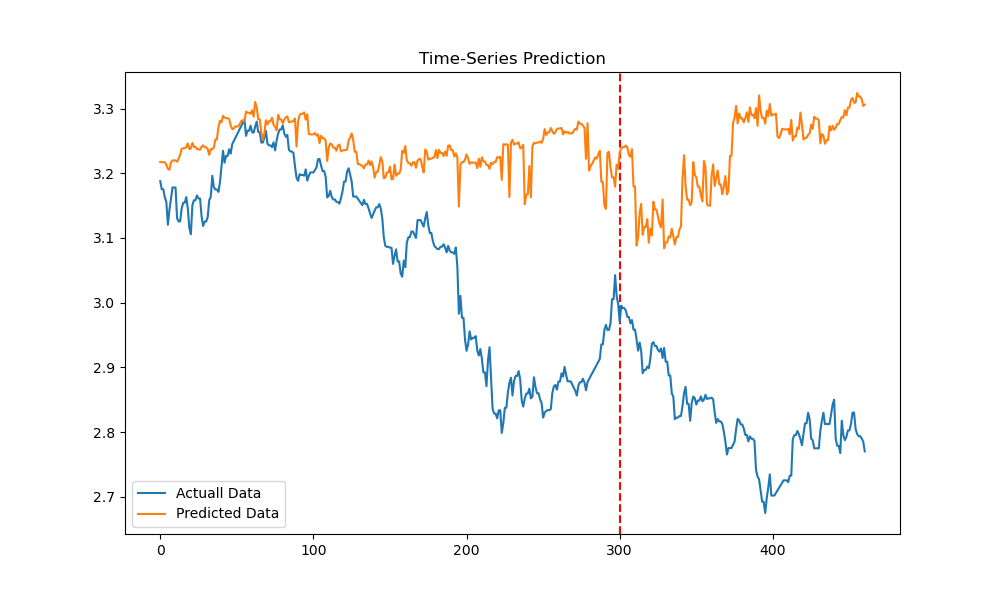 Time-Series Prediction
3.3
3.2
3.1
3.0
2.9
2.8
2.7
Actuall Data
Predicted Data
0 100 200 300 400